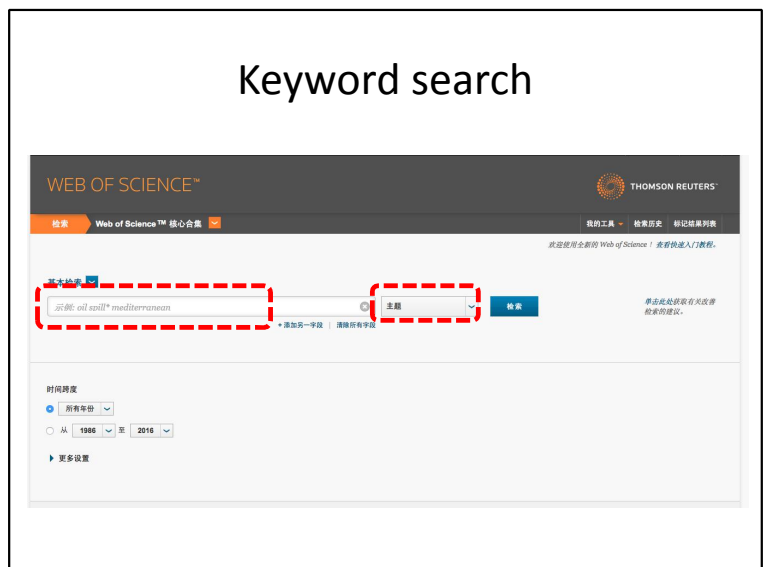 Keyword search
WEB OF SCIENCE™
THOMSON REUTERS™
检索 Web of Science™ 核心合集 我的工具 检索历史 标记结果列表
欢迎使用全新的 Web of Science！查看快速入门教程。
基本检索
示例: oil spill* mediterranean 主题 检索 单击此处获取有关改善
检索的建议。
+ 添加另一字段 | 清除所有字段
时间跨度
所有年份
从 1986 至 2016
更多设置